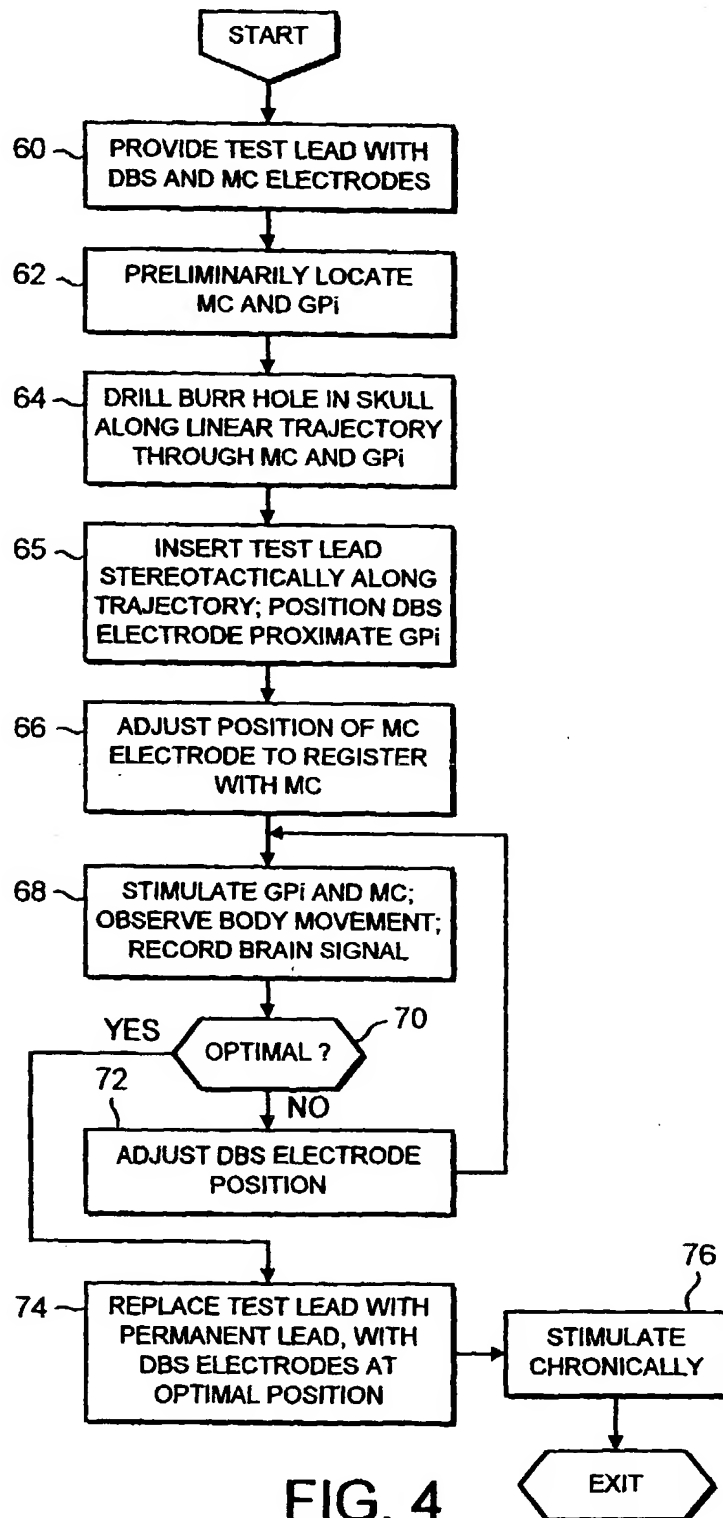 START
60
PROVIDE TEST LEAD WITH
DBS AND MC ELECTRODES
62
PRELIMINARILY LOCATE
MC AND GPi
64
DRILL BURR HOLE IN SKULL
ALONG LINEAR TRAJECTORY
THROUGH MC AND GPi
65
INSERT TEST LEAD
STEREOTACTICALLY ALONG
TRAJECTORY; POSITION DBS
ELECTRODE PROXIMATE GPi
66
ADJUST POSITION OF MC
ELECTRODE TO REGISTER
WITH MC
68
STIMULATE GPi AND MC;
OBSERVE BODY MOVEMENT;
RECORD BRAIN SIGNAL
70
YES
OPTIMAL ?
72
NO
ADJUST DBS ELECTRODE
POSITION
74
REPLACE TEST LEAD WITH
PERMANENT LEAD, WITH
DBS ELECTRODES AT
OPTIMAL POSITION
76
STIMULATE
CHRONICALLY
EXIT
FIG. 4